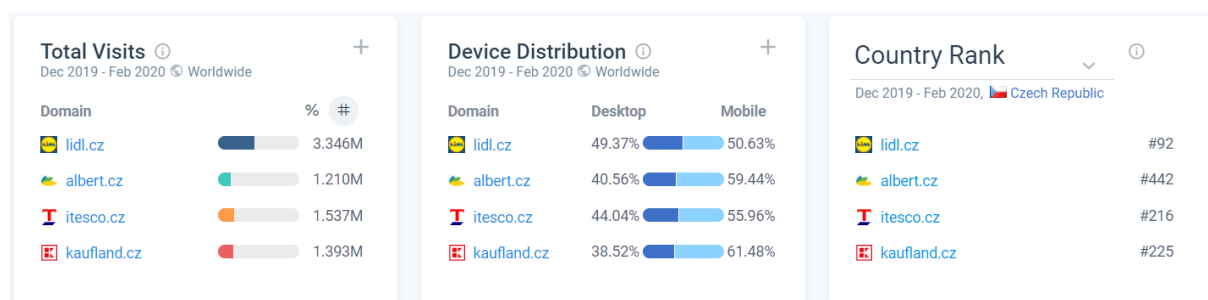 Total Visits
Dec 2019 - Feb 2020 Worldwide
Domain % #
lidl.cz 3.346M
albert.cz 1.210M
itesco.cz 1.537M
kaufland.cz 1.393M
Device Distribution
Dec 2019 - Feb 2020 Worldwide
Domain Desktop Mobile
lidl.cz 49.37% 50.63%
albert.cz 40.56% 59.44%
itesco.cz 44.04% 55.96%
kaufland.cz 38.52% 61.48%
Country Rank
Dec 2019 - Feb 2020, Czech Republic
lidl.cz #92
albert.cz #442
itesco.cz #216
kaufland.cz #225